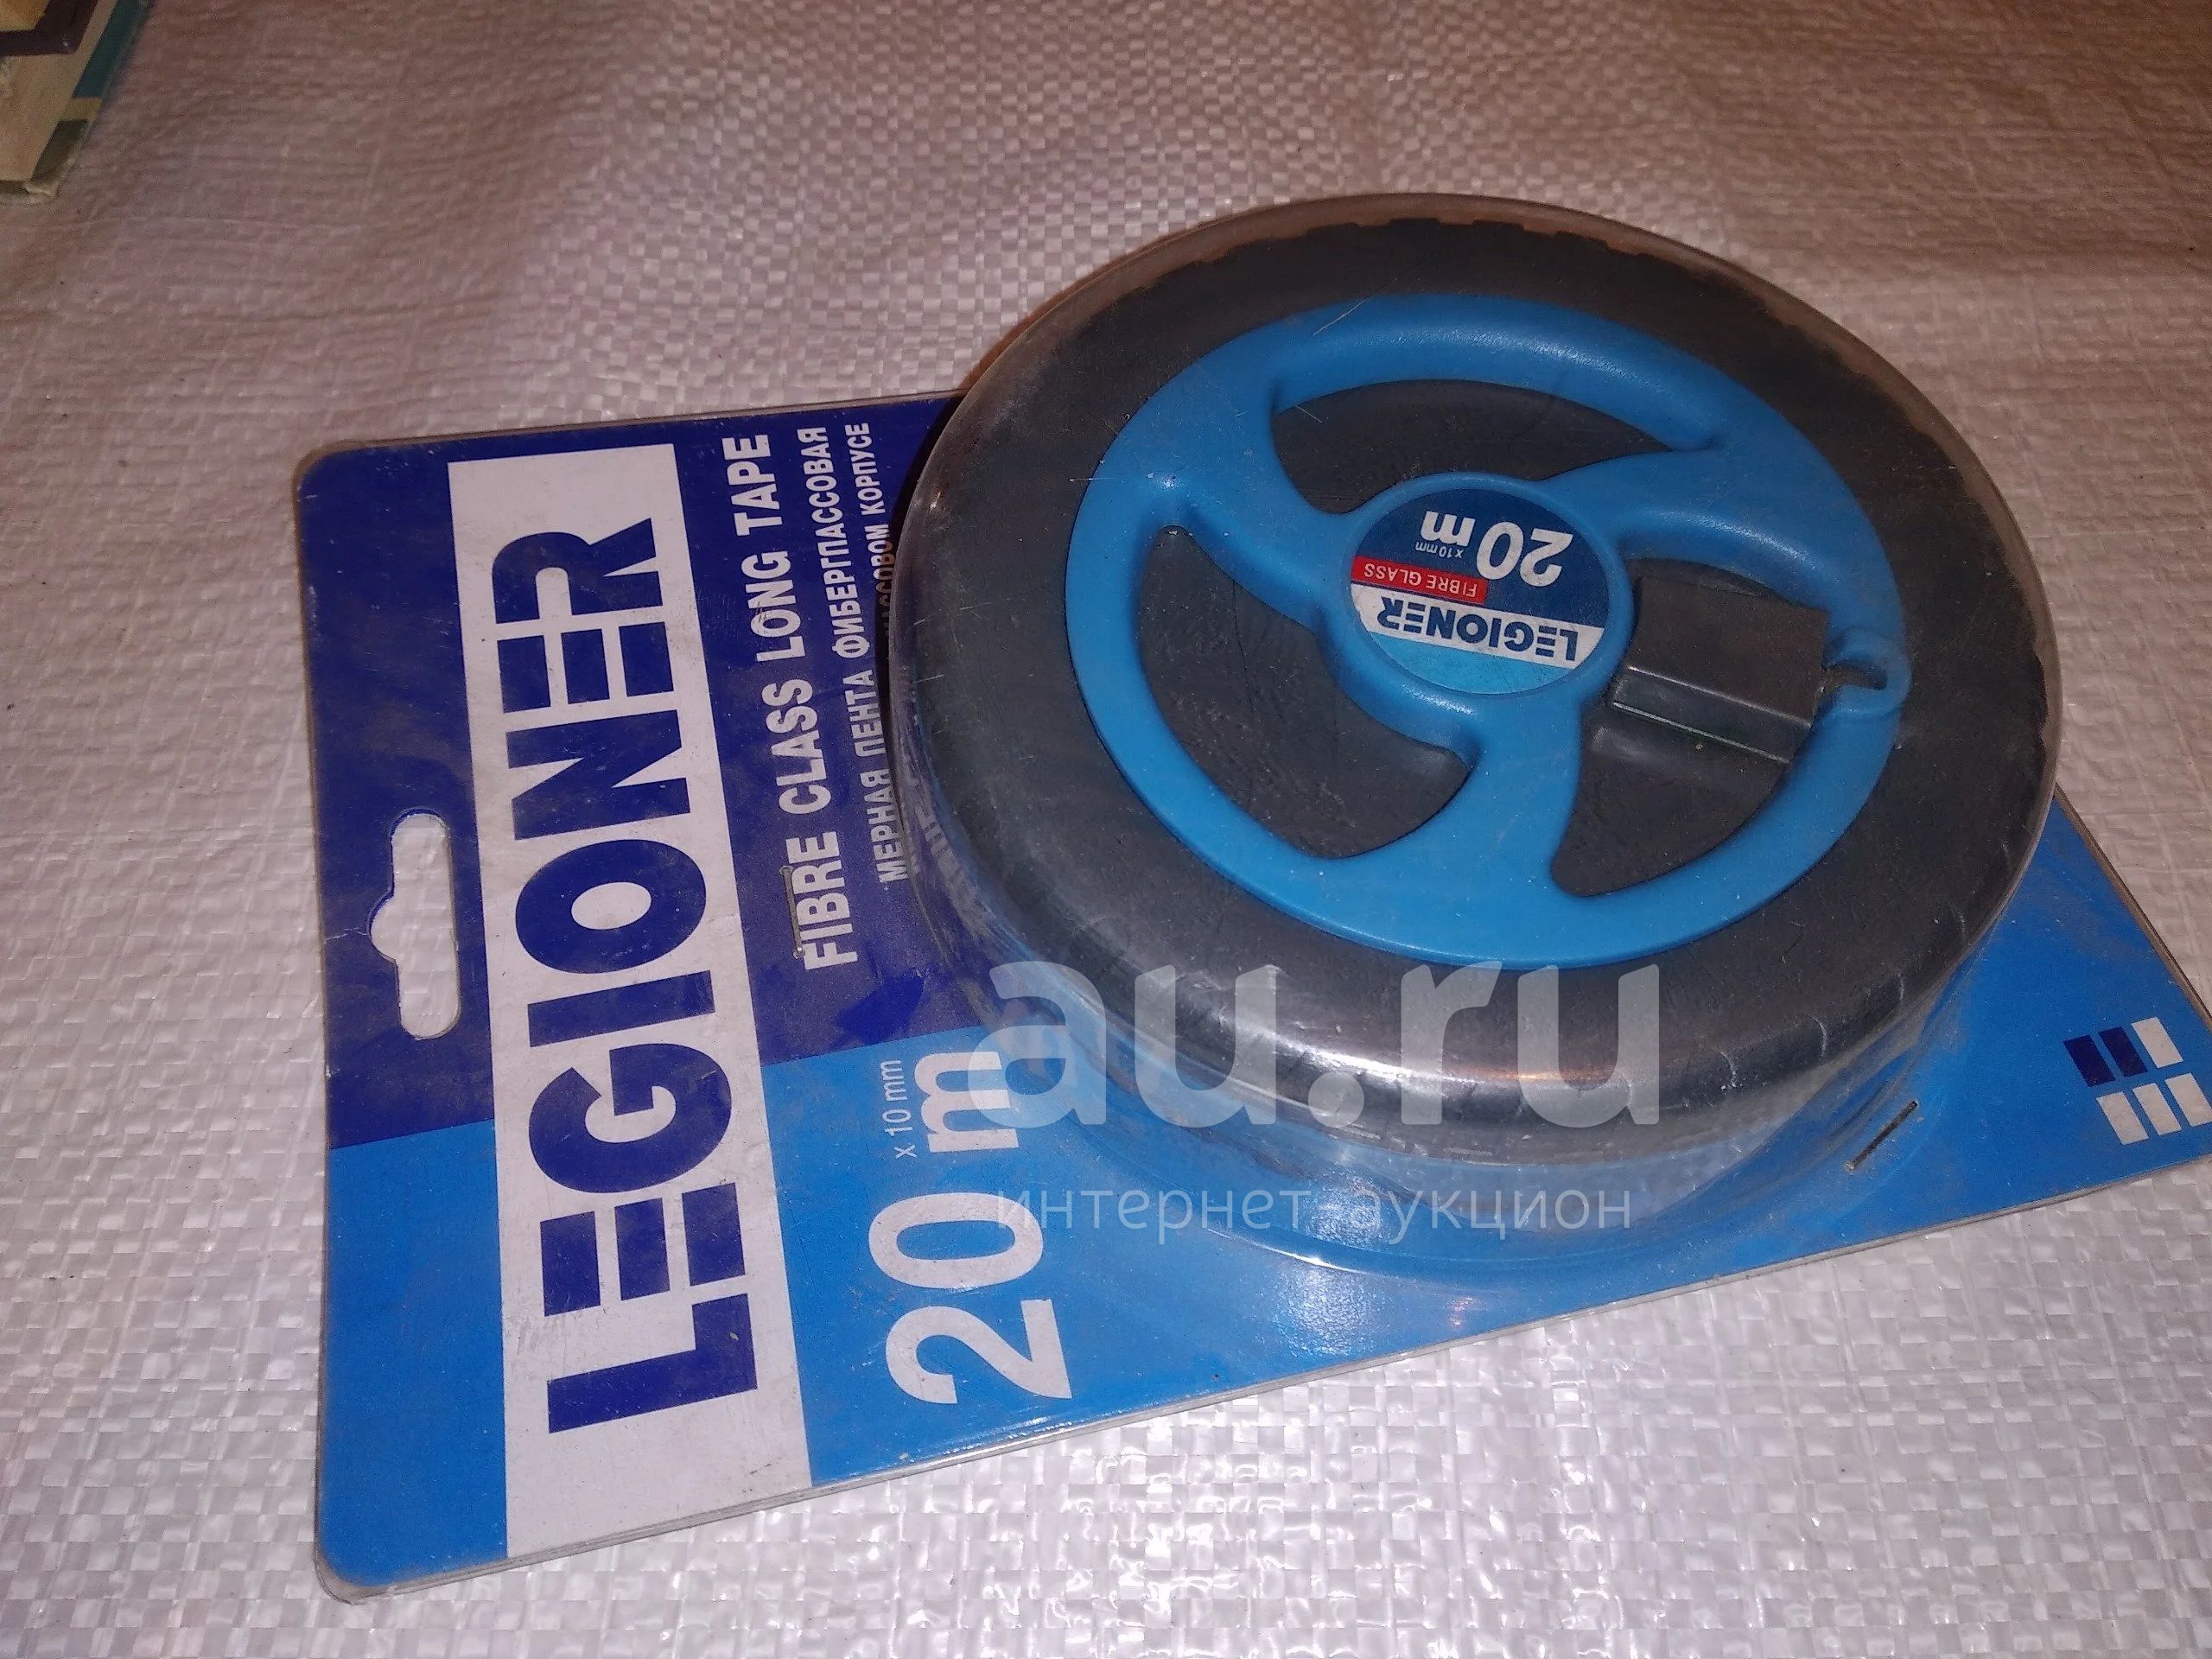 LEGIONER
FIBRE CLASS LONG TAPE
МЕРНАЯ ЛЕНТА ФИБЕРГЛАССОВАЯ
КОРПУСЕ
20 m
x 10 mm
LEGIONER
FIBRE GLASS
20 m
x 10 mm
au.ru
интернет аукцион